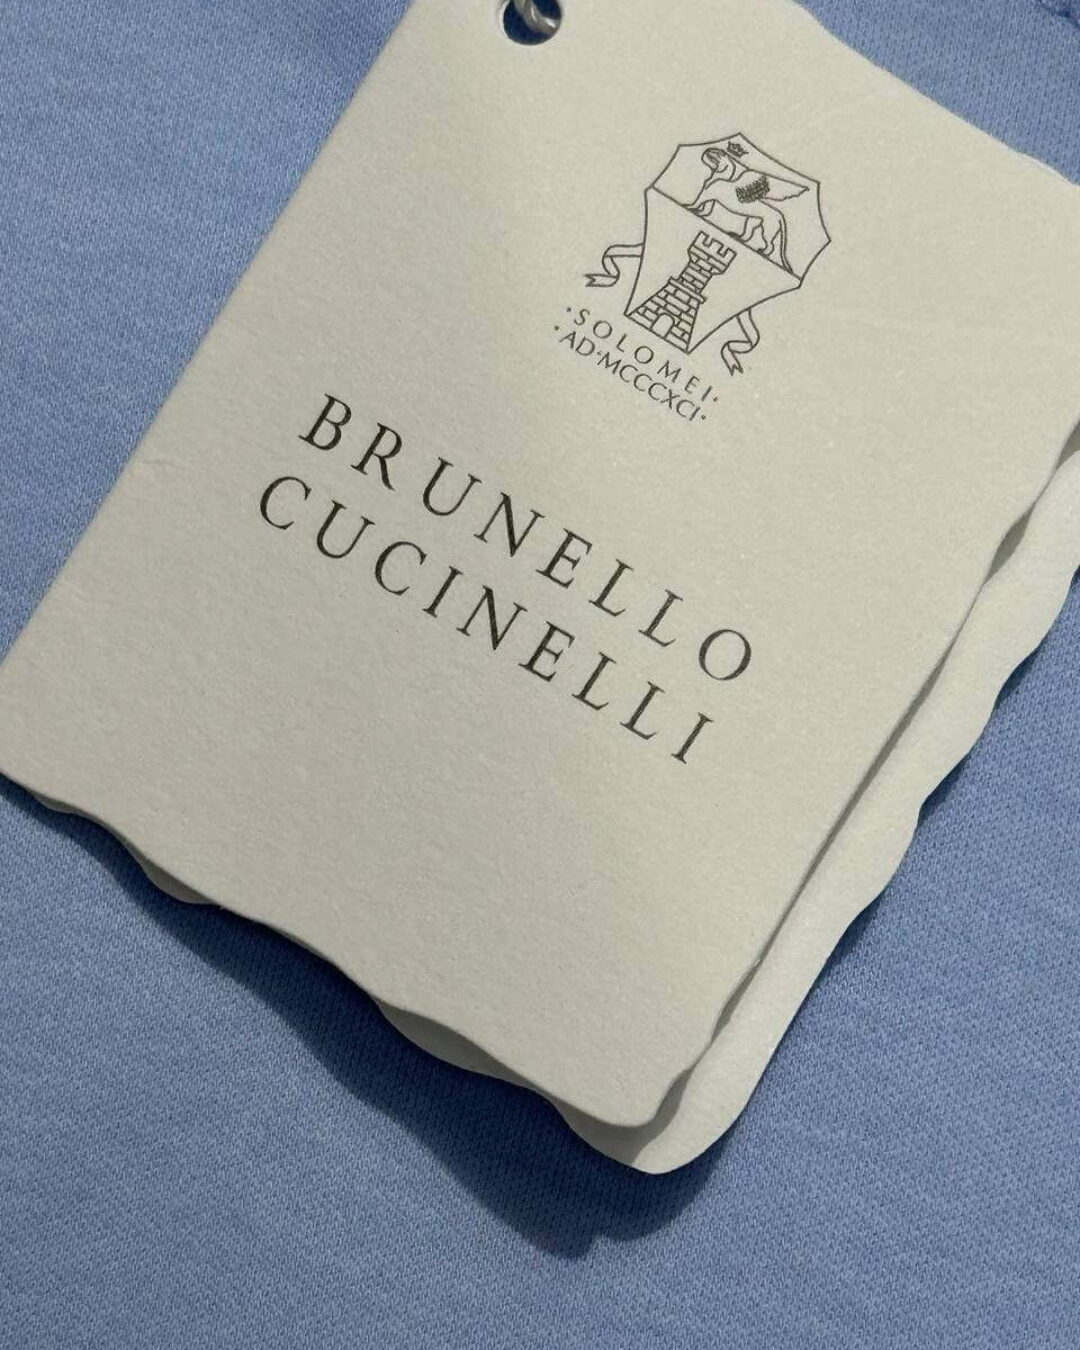 ·SOLOMEI·
·AD·MCCCXCI·
BRUNELLO
CUCINELLI